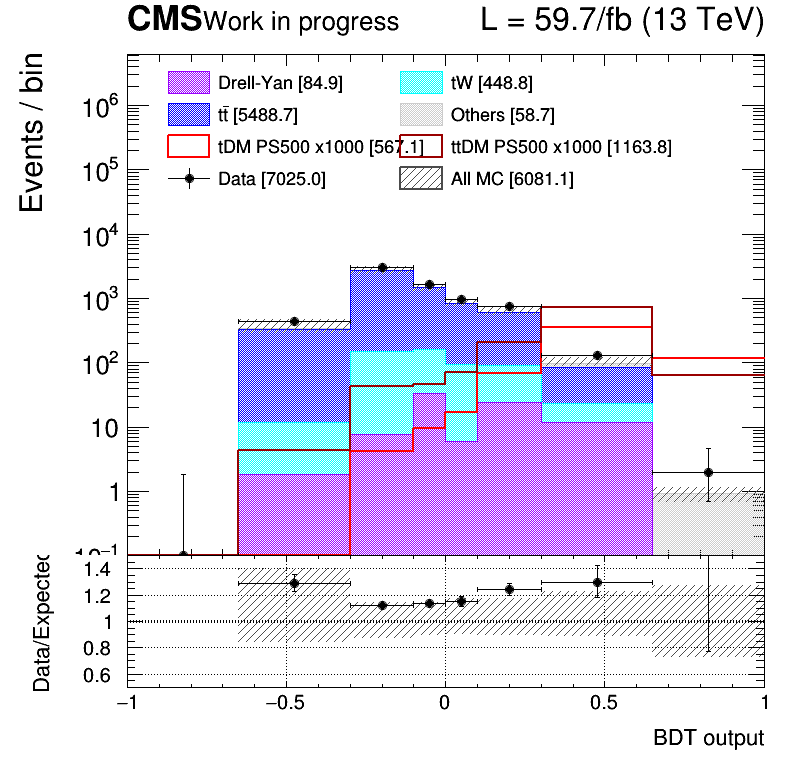 CMS Work in progress L = 59.7/fb (13 TeV)
Events / bin
Drell-Yan [84.9] tW [448.8]
tt̄ [5488.7] Others [58.7]
tDM PS500 x1000 [567.1] ttDM PS500 x1000 [1163.8]
Data [7025.0] All MC [6081.1]
10⁶
10⁵
10⁴
10³
10²
10
1
10⁻¹
Data/Expected
1.4
1.2
1
0.8
0.6
−1 −0.5 0 0.5 1
BDT output